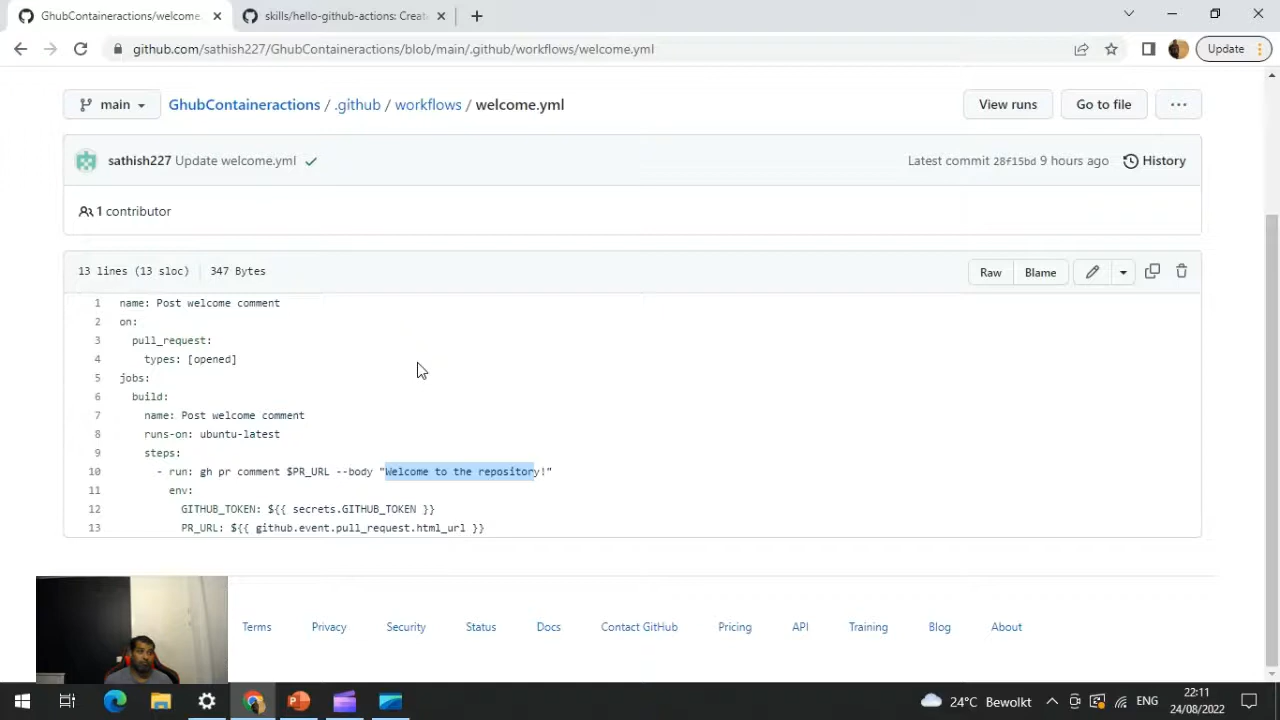 GhubContaineractions/welcome.
skills/hello-github-actions: Creat
github.com/sathish227/GhubContaineractions/blob/main/.github/workflows/welcome.yml
Update
main
GhubContaineractions / .github / workflows / welcome.yml
View runs
Go to file
sathish227 Update welcome.yml
Latest commit 28f15bd 9 hours ago
History
1 contributor
13 lines (13 sloc)
347 Bytes
Raw
Blame
1 name: Post welcome comment
2 on:
3 pull_request:
4 types: [opened]
5 jobs:
6 build:
7 name: Post welcome comment
8 runs-on: ubuntu-latest
9 steps:
10 - run: gh pr comment $PR_URL --body "Welcome to the repository!"
11 env:
12 GITHUB_TOKEN: ${{ secrets.GITHUB_TOKEN }}
13 PR_URL: ${{ github.event.pull_request.html_url }}
Terms Privacy Security Status Docs Contact GitHub Pricing API Training Blog About
24°C Bewolkt
ENG
22:11
24/08/2022